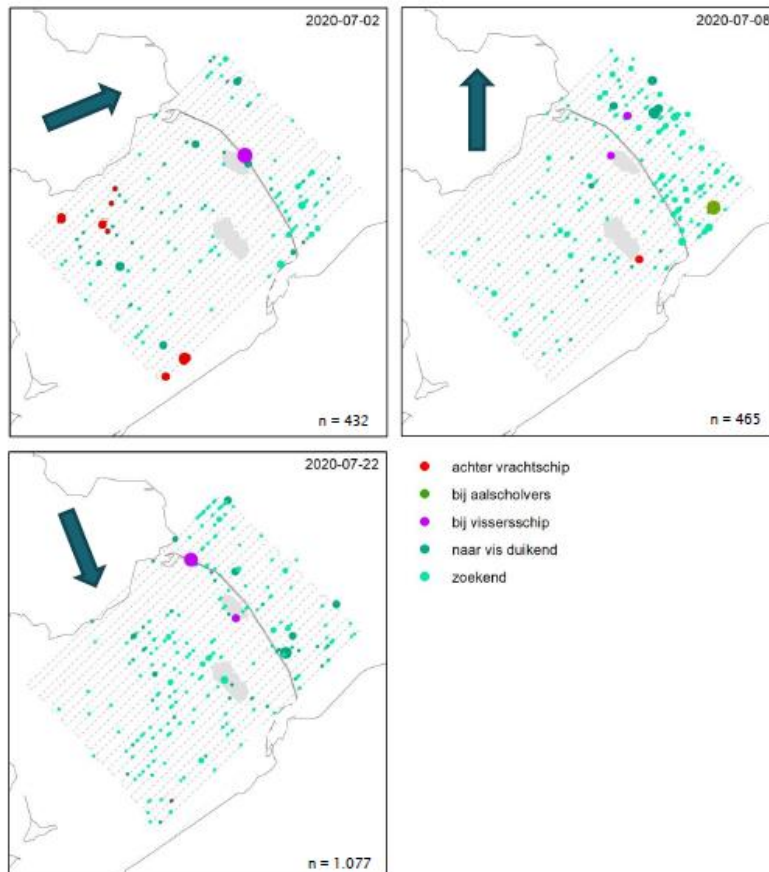 2020-07-02
n = 432
2020-07-08
n = 465
2020-07-22
n = 1.077
achter vrachtschip
bij aalscholvers
bij vissersschip
naar vis duikend
zoekend